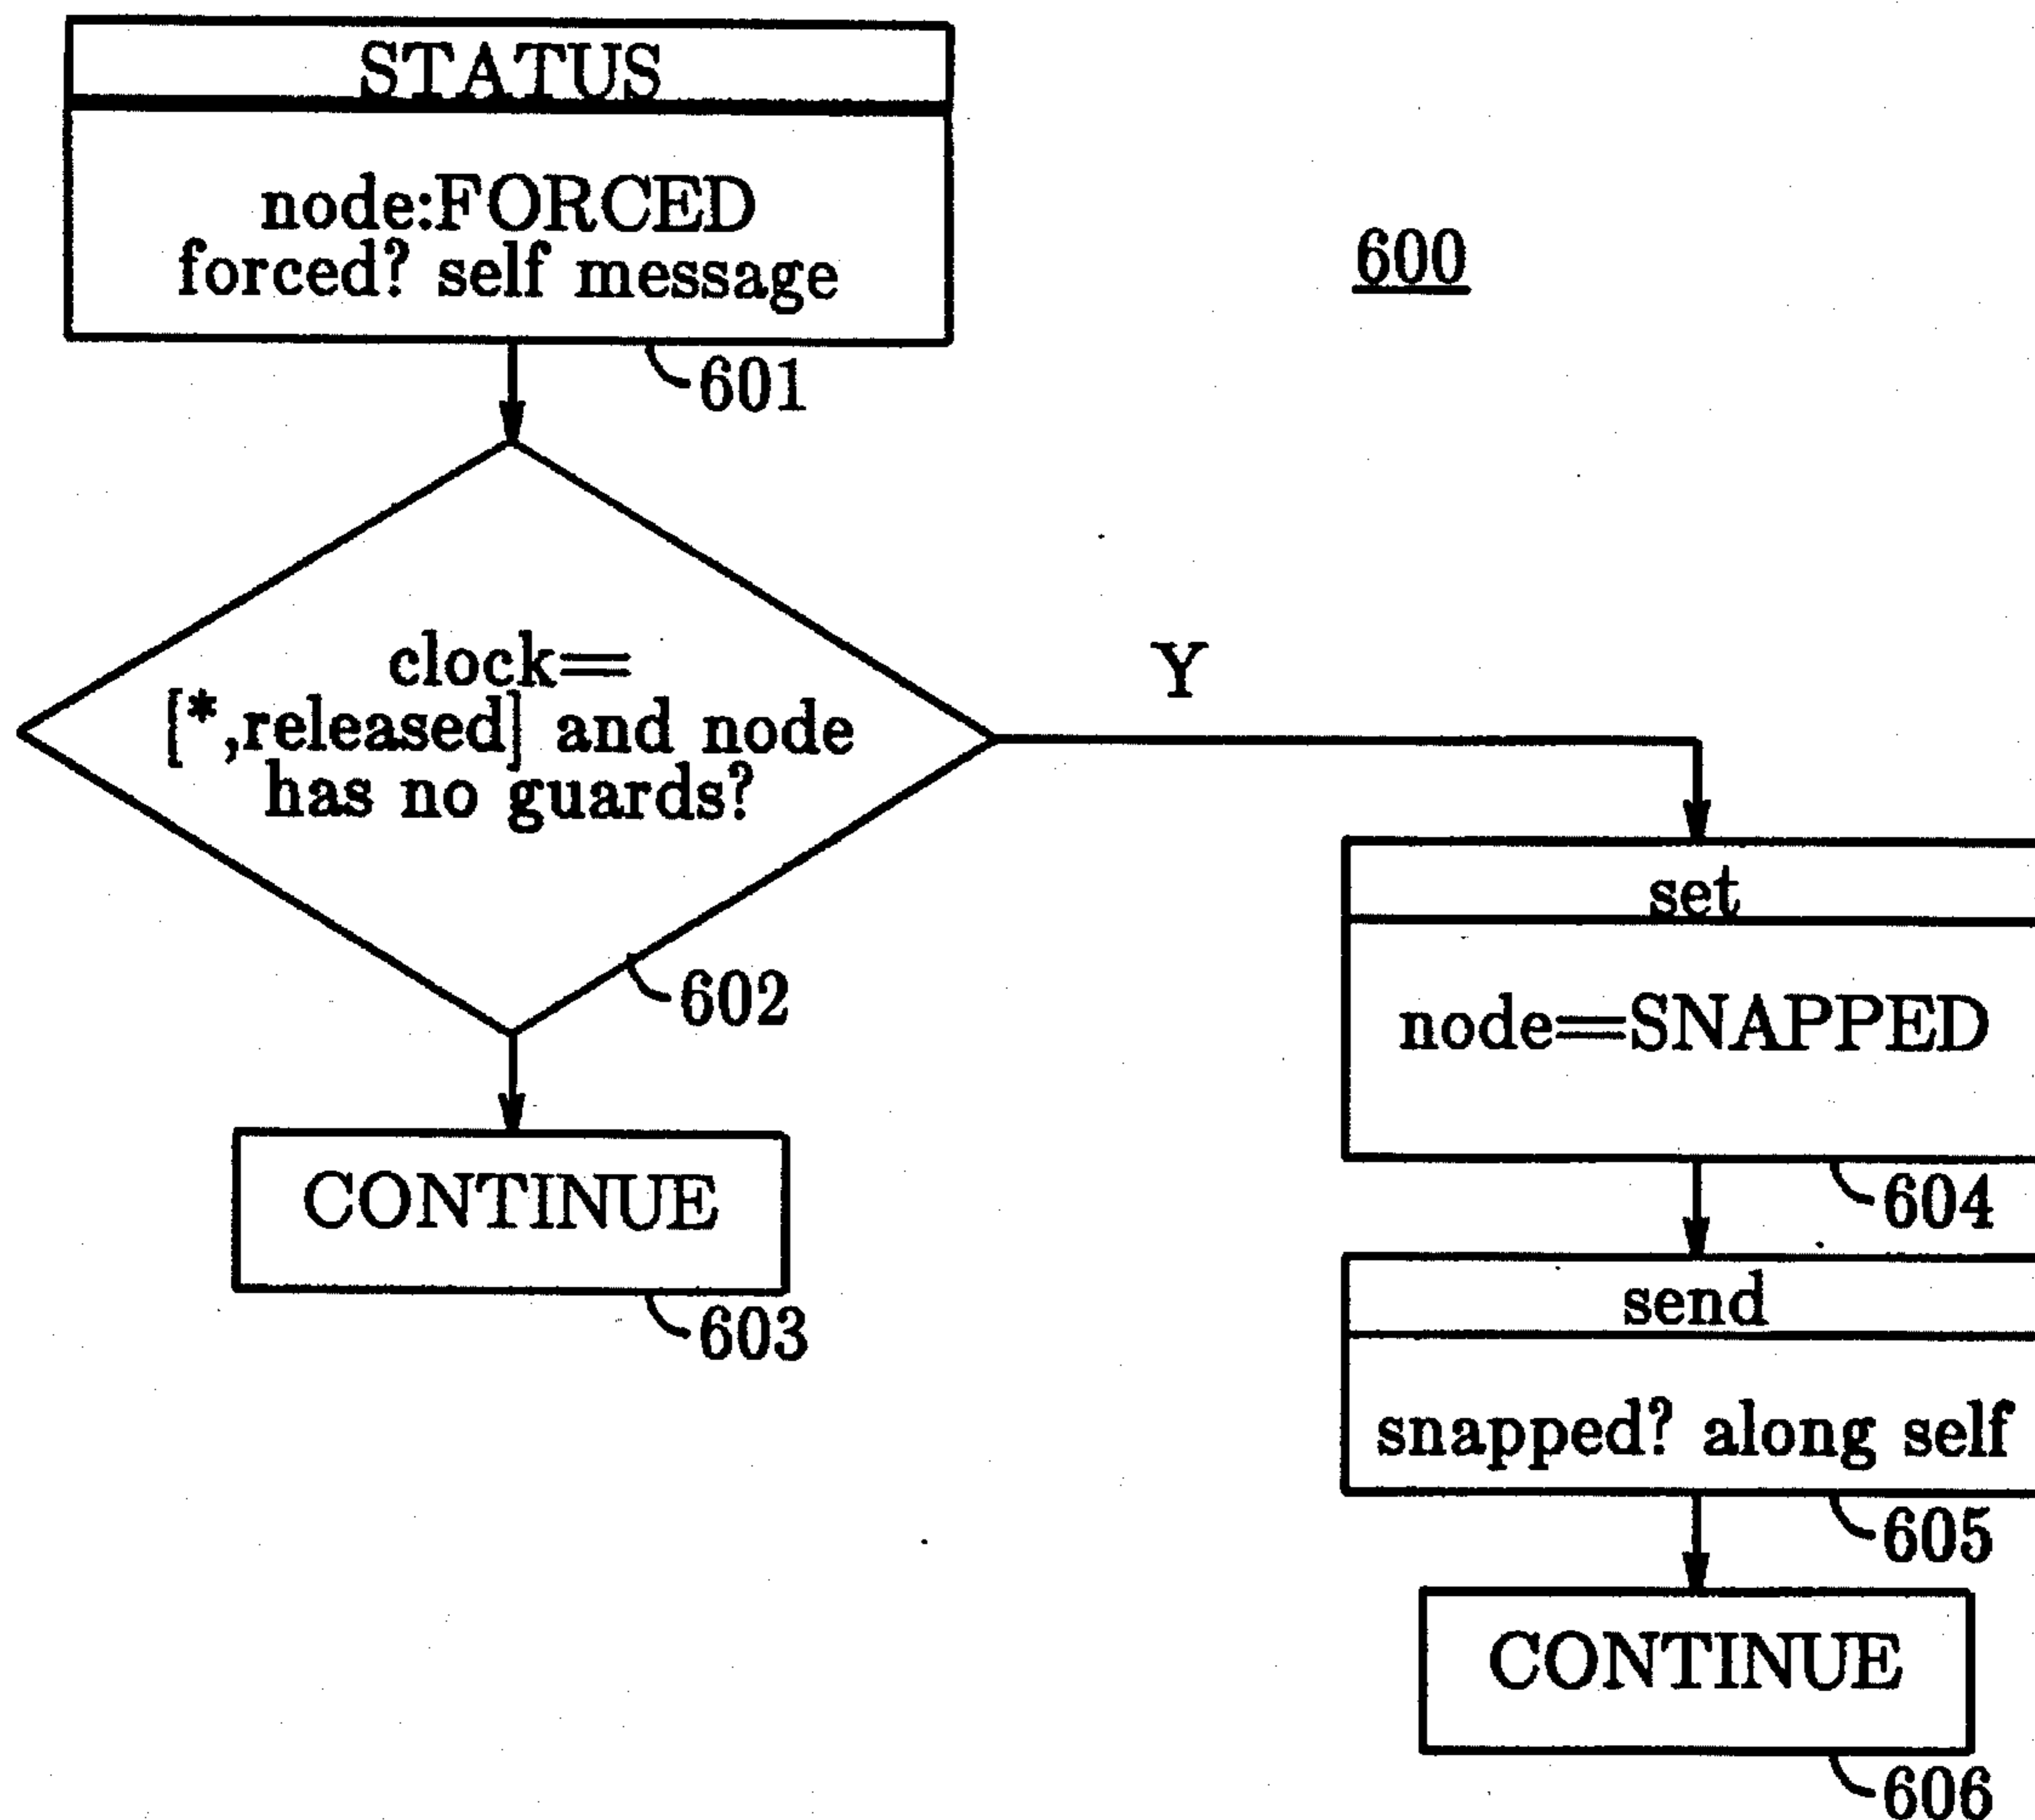 STATUS
node:FORCED
forced? self message
600
601
clock=
[*,released] and node
has no guards?
Y
602
CONTINUE
603
set
node=SNAPPED
604
send
snapped? along self
605
CONTINUE
606